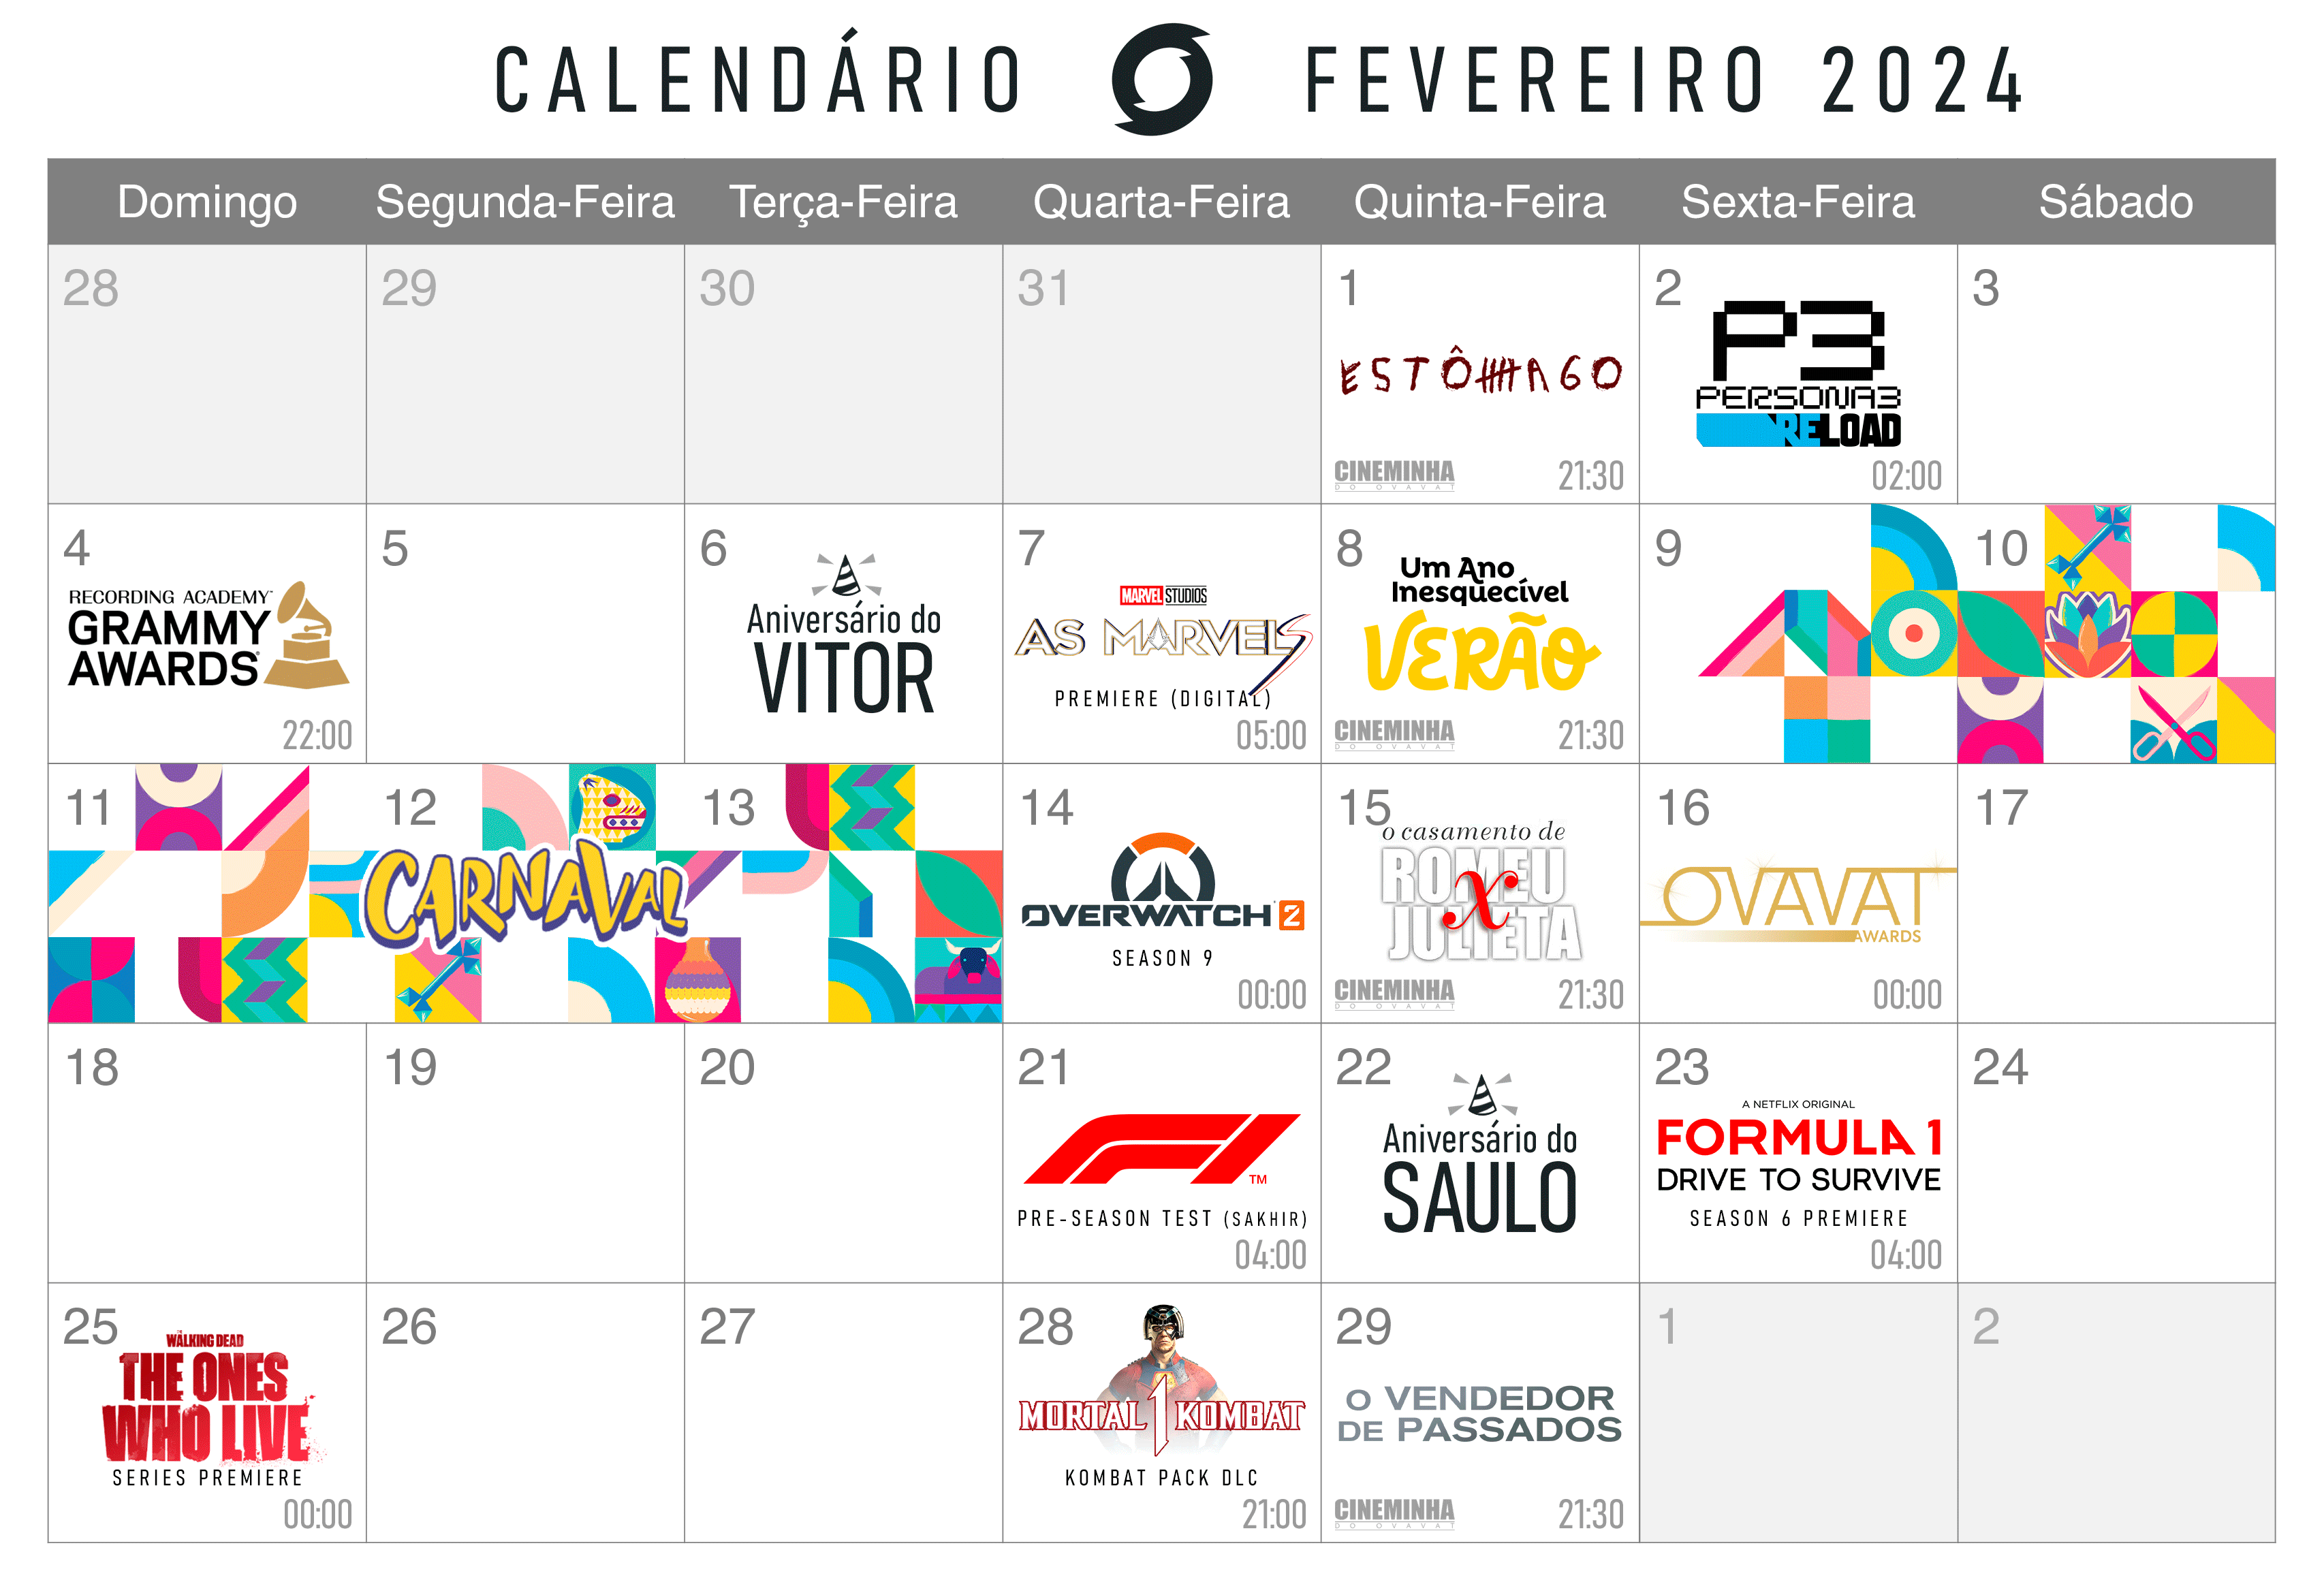 CALENDÁRIO FEVEREIRO 2024
Domingo Segunda-Feira Terça-Feira Quarta-Feira Quinta-Feira Sexta-Feira Sábado
28
29
30
31
1
ESTÔMAGO
CINEMINHA
DO OVAVAT
21:30
2
P3
PERSONA3
RELOAD
02:00
3
4
RECORDING ACADEMY™
GRAMMY
AWARDS®
22:00
5
6
Aniversário do
VITOR
7
MARVEL STUDIOS
AS MARVELS
PREMIERE (DIGITAL)
05:00
8
Um Ano
Inesquecível
VERÃO
CINEMINHA
DO OVAVAT
21:30
9
10
11
12
CARNAVAL
13
14
OVERWATCH 2
SEASON 9
00:00
15
o casamento de
ROMEU
x
JULIETA
CINEMINHA
DO OVAVAT
21:30
16
OVAVAT
AWARDS
00:00
17
18
19
20
21
F1
TM
PRE-SEASON TEST (SAKHIR)
04:00
22
Aniversário do
SAULO
23
A NETFLIX ORIGINAL
FORMULA 1
DRIVE TO SURVIVE
SEASON 6 PREMIERE
04:00
24
25
WALKING DEAD
THE ONES
WHO LIVE
SERIES PREMIERE
00:00
26
27
28
MORTAL 1 KOMBAT
KOMBAT PACK DLC
21:00
29
O VENDEDOR
DE PASSADOS
CINEMINHA
DO OVAVAT
21:30
1
2